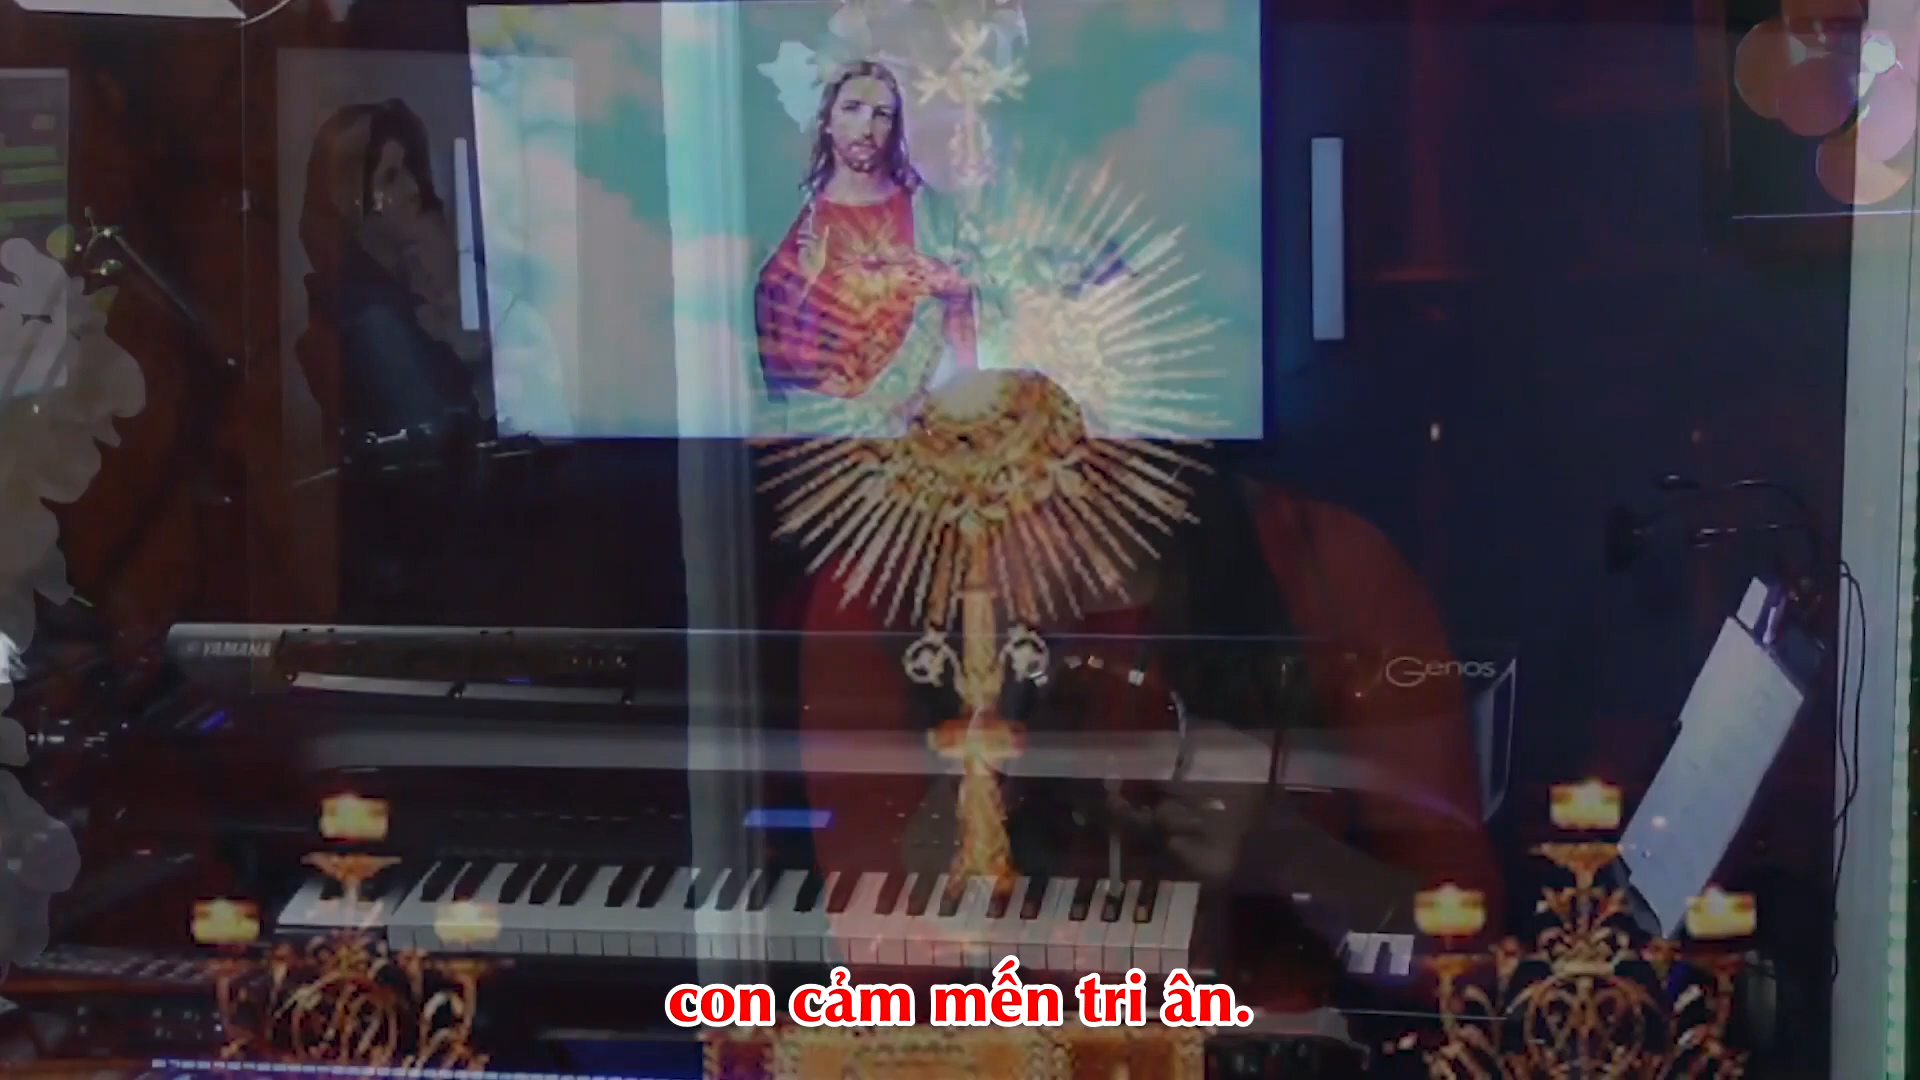 YAMAHA
Genos
con cảm mến tri ân.